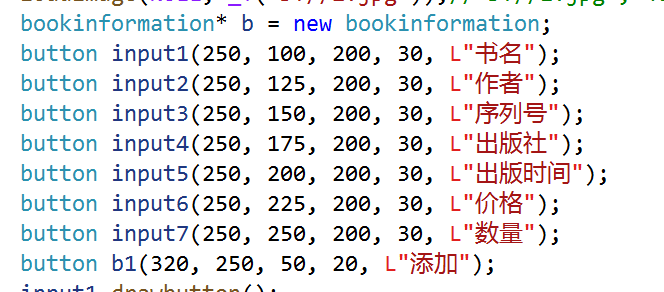 bookinformation* b = new bookinformation;
button input1(250, 100, 200, 30, L"书名");
button input2(250, 125, 200, 30, L"作者");
button input3(250, 150, 200, 30, L"序列号");
button input4(250, 175, 200, 30, L"出版社");
button input5(250, 200, 200, 30, L"出版时间");
button input6(250, 225, 200, 30, L"价格");
button input7(250, 250, 200, 30, L"数量");
button b1(320, 250, 50, 20, L"添加");